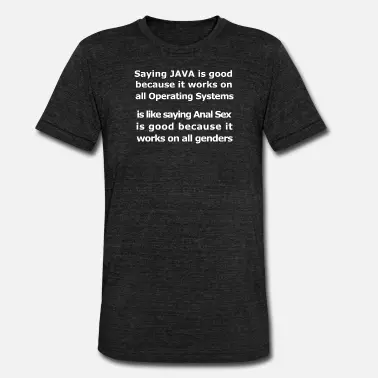 Saying JAVA is good
because it works on
all Operating Systems
is like saying Anal Sex
is good because it
works on all genders